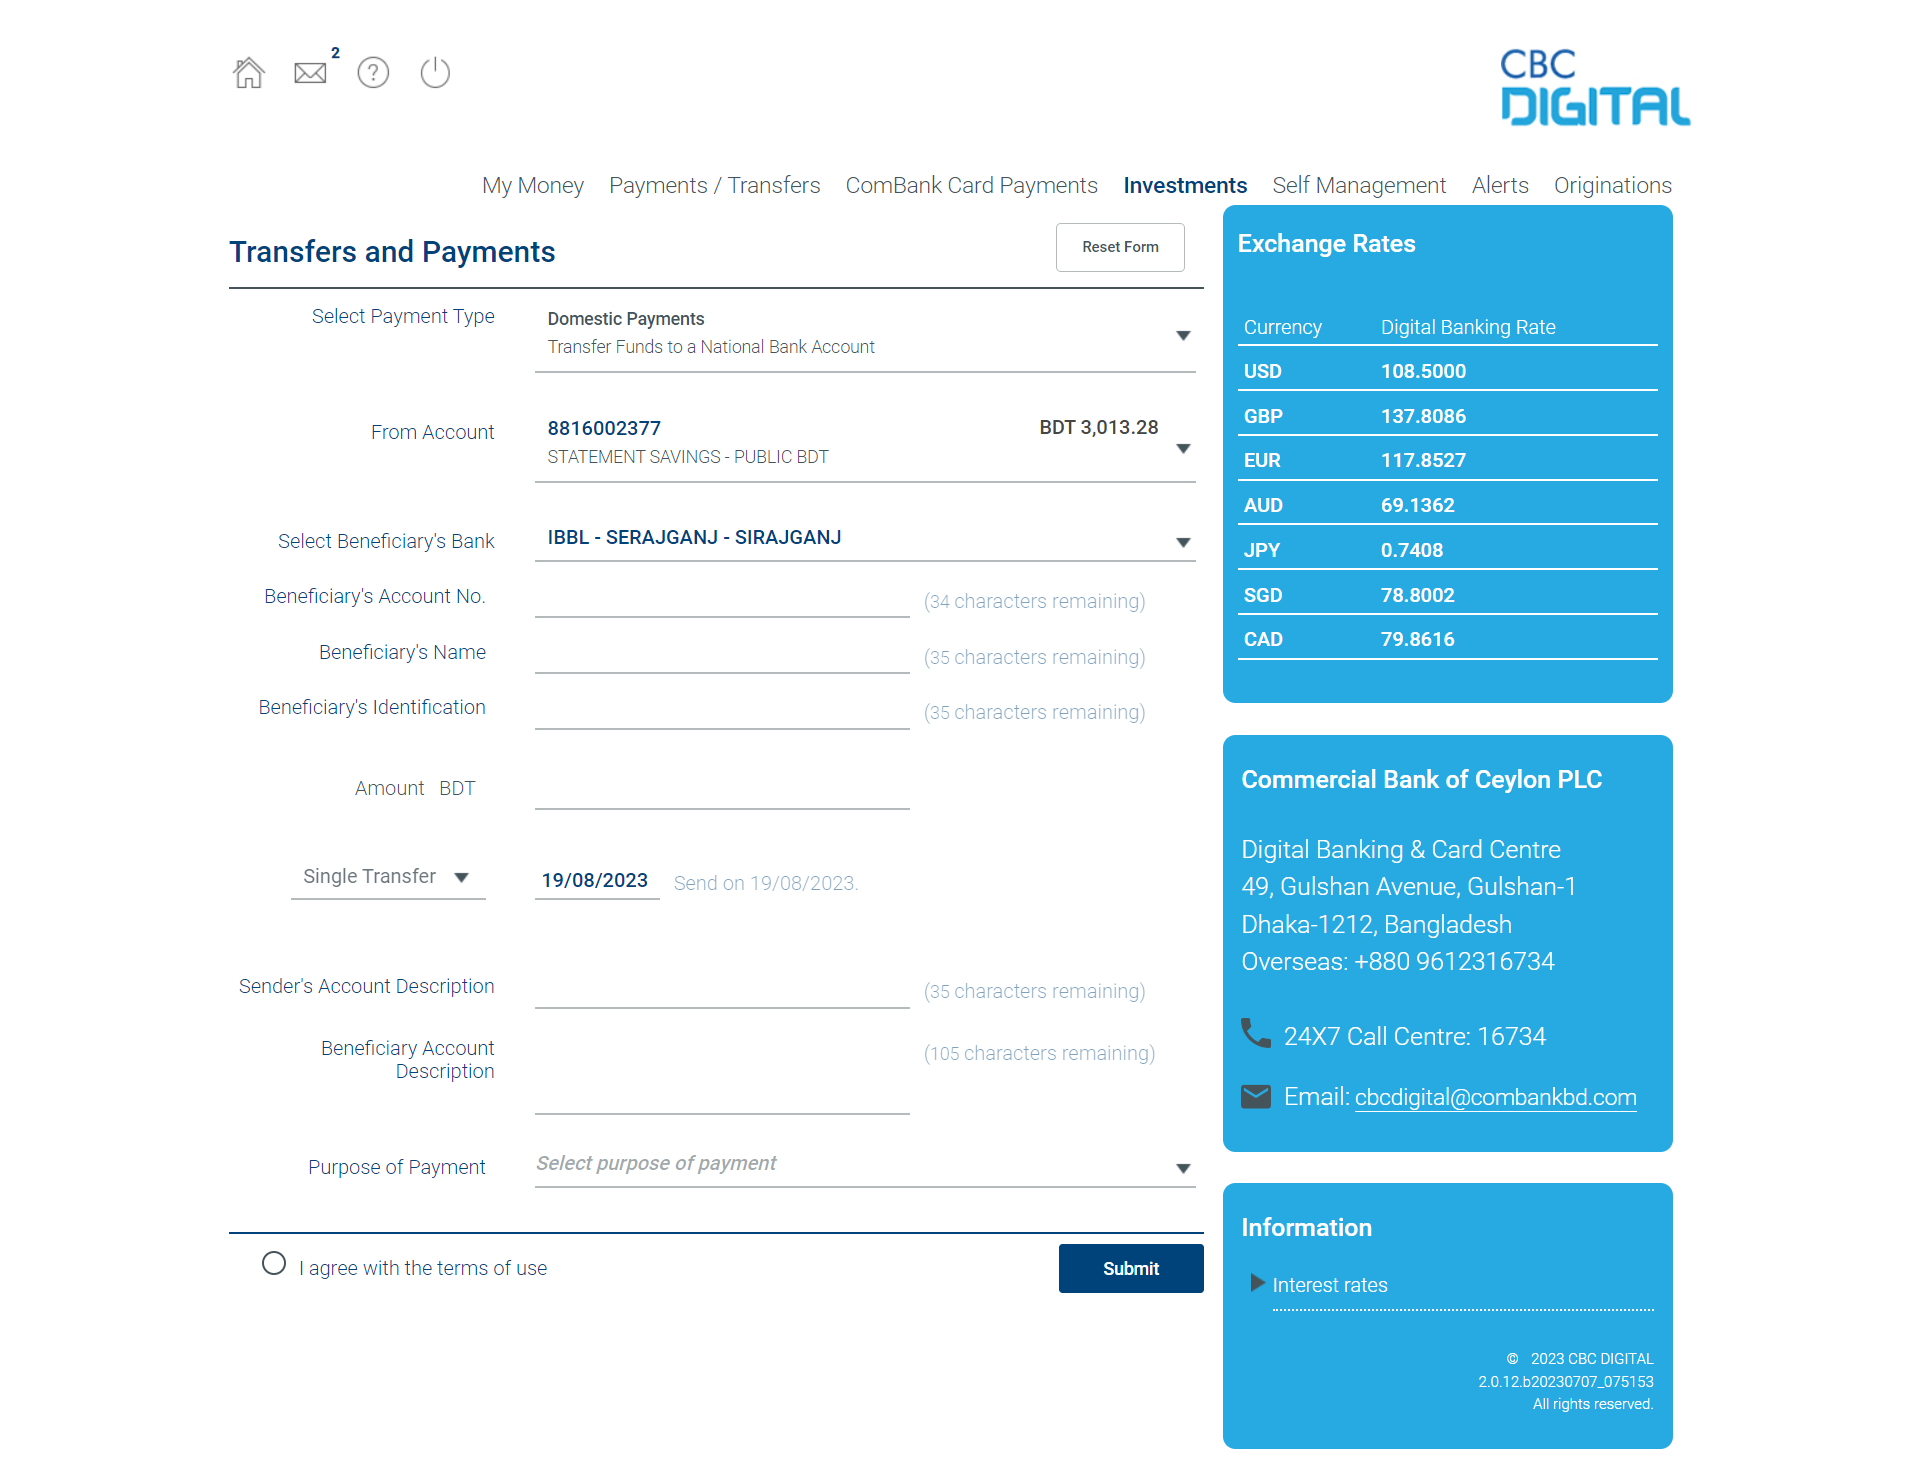 2
CBC
DIGITAL
My Money Payments / Transfers ComBank Card Payments Investments Self Management Alerts Originations
Transfers and Payments
Reset Form
Select Payment Type
Domestic Payments
Transfer Funds to a National Bank Account
From Account
8816002377 BDT 3,013.28
STATEMENT SAVINGS - PUBLIC BDT
Select Beneficiary's Bank
IBBL - SERAJGANJ - SIRAJGANJ
Beneficiary's Account No. (34 characters remaining)
Beneficiary's Name (35 characters remaining)
Beneficiary's Identification (35 characters remaining)
Amount BDT
Single Transfer 19/08/2023 Send on 19/08/2023.
Sender's Account Description (35 characters remaining)
Beneficiary Account
Description
(105 characters remaining)
Purpose of Payment Select purpose of payment
I agree with the terms of use
Submit
Exchange Rates
Currency Digital Banking Rate
USD 108.5000
GBP 137.8086
EUR 117.8527
AUD 69.1362
JPY 0.7408
SGD 78.8002
CAD 79.8616
Commercial Bank of Ceylon PLC
Digital Banking & Card Centre
49, Gulshan Avenue, Gulshan-1
Dhaka-1212, Bangladesh
Overseas: +880 9612316734
24X7 Call Centre: 16734
Email: cbcdigital@combankbd.com
Information
Interest rates
© 2023 CBC DIGITAL
2.0.12.b20230707_075153
All rights reserved.